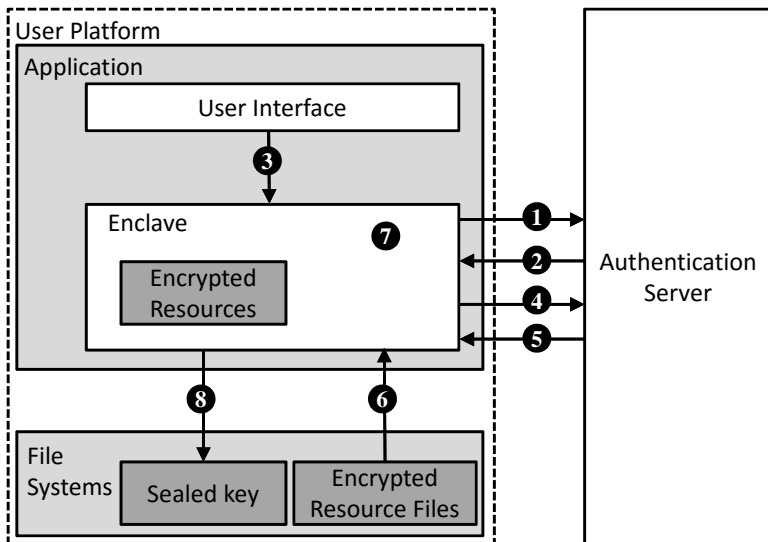 User Platform
Application
User Interface
3
Enclave
7
1
2
4
5
Encrypted
Resources
Authentication
Server
8
6
File
Systems
Sealed key
Encrypted
Resource Files